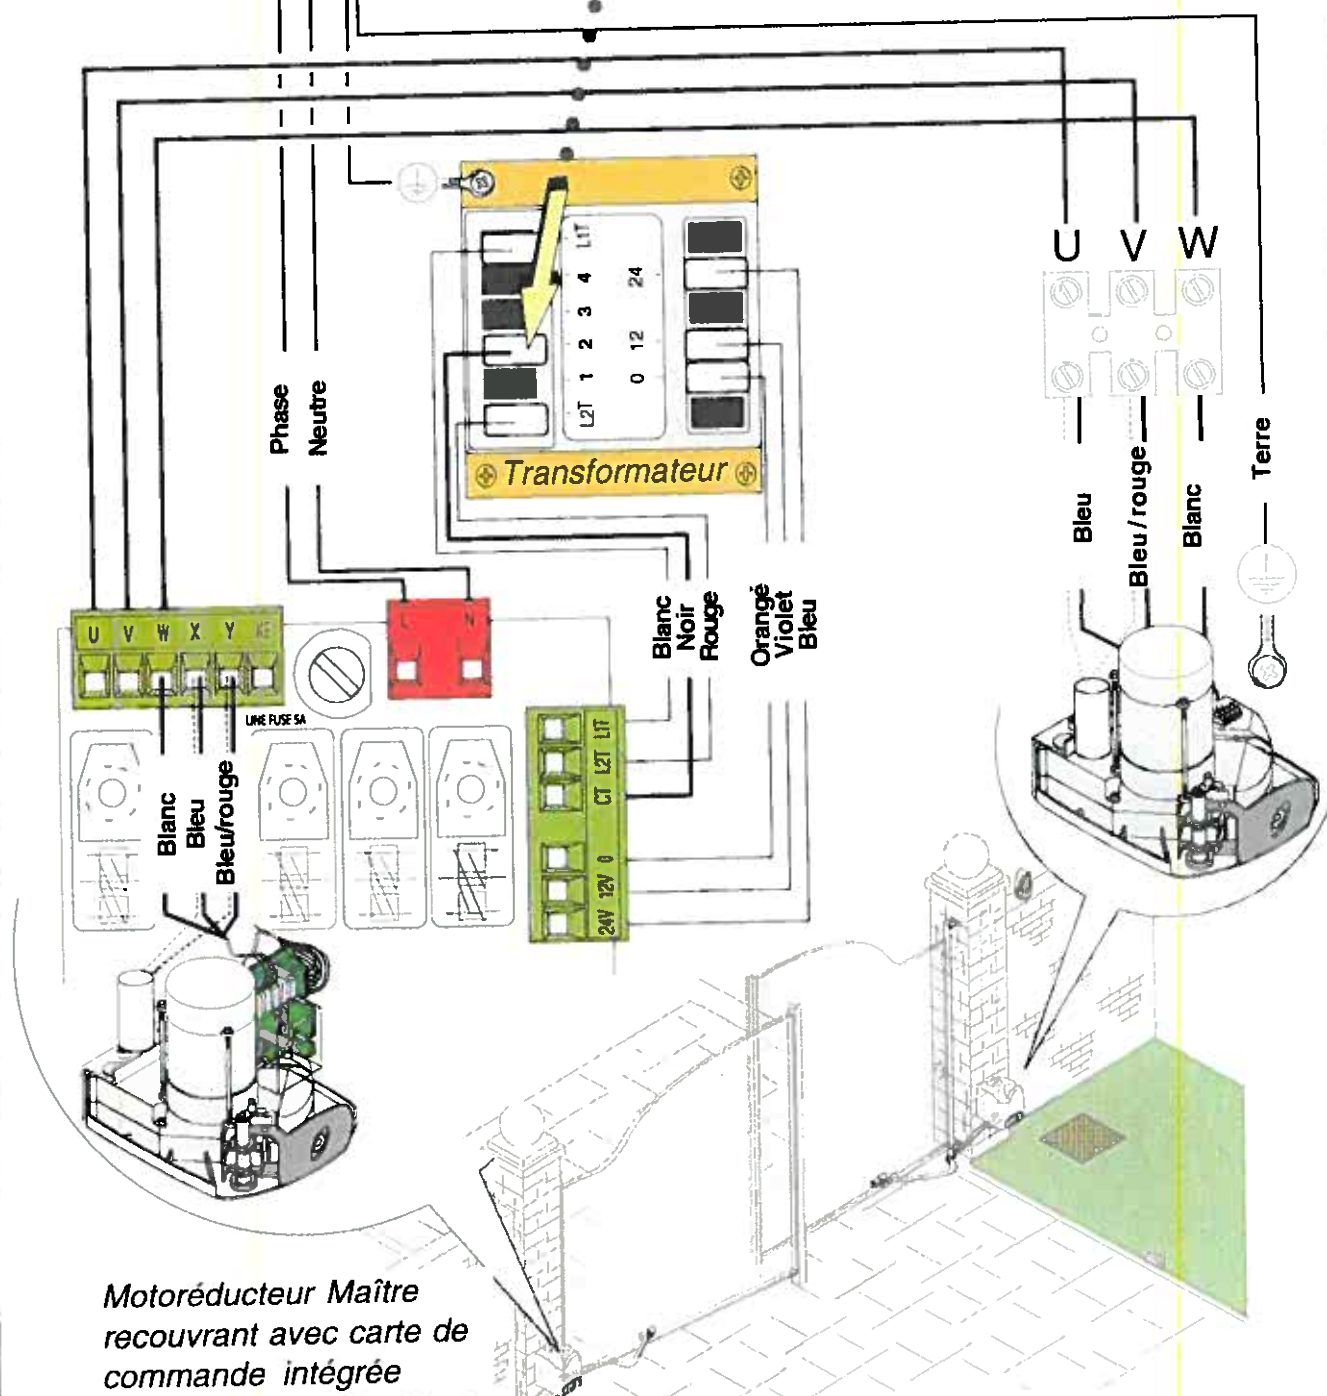 U V W
L1T
4 24
3
2 12
1 0
L2T
Transformateur
Phase
Neutre
Terre
Bleu
Bleu / rouge
Blanc
U V W X Y
L N
LINE FUSE 5A
Blanc
Noir
Rouge
Orangé
Violet
Bleu
L1T
L2T
CT
0
12V
24V
Blanc
Bleu
Bleu/rouge
Motoréducteur Maître
recouvrant avec carte de
commande intégrée